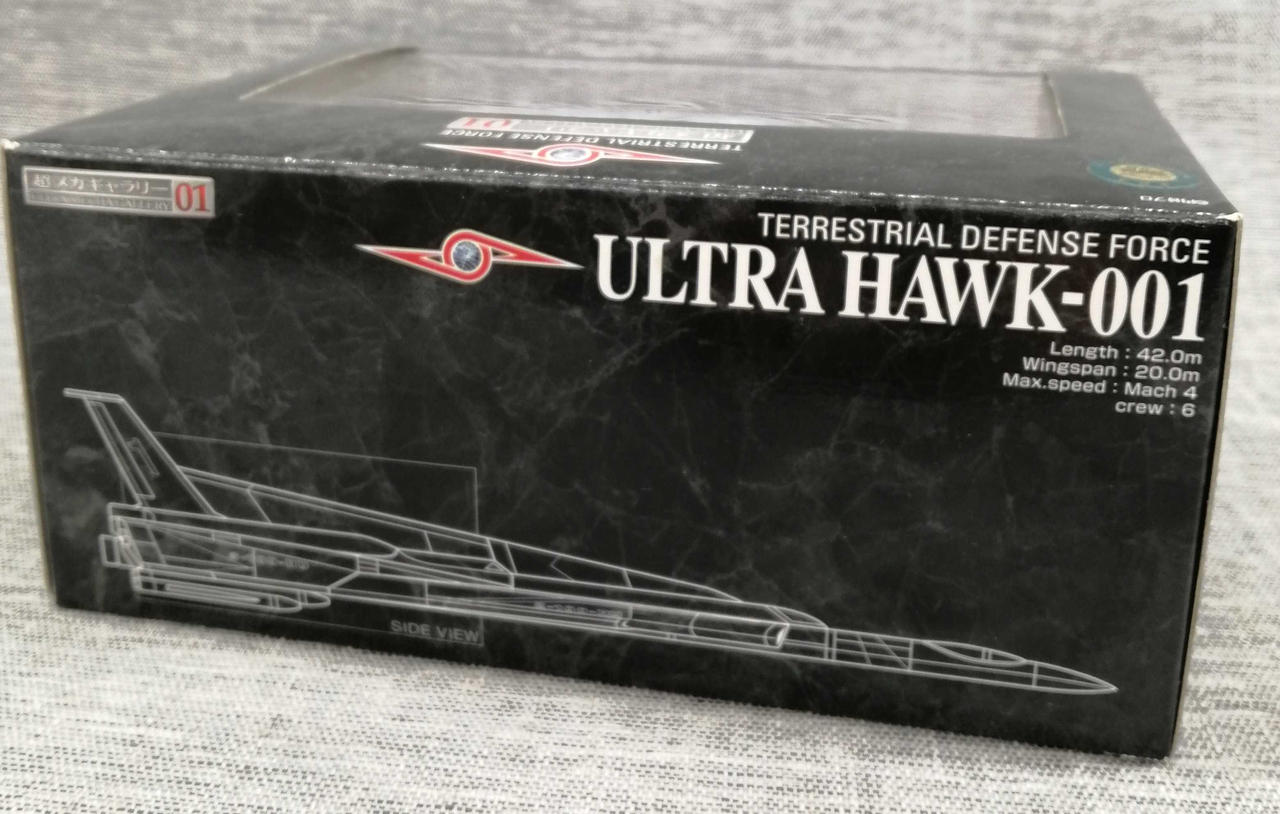 TERRESTRIAL DEFENSE FORCE
01
超メカギャラリー 01
TERRESTRIAL DEFENSE FORCE
ULTRA HAWK-001
Length : 42.0m
Wingspan : 20.0m
Max.speed : Mach 4
crew : 6
SIDE VIEW